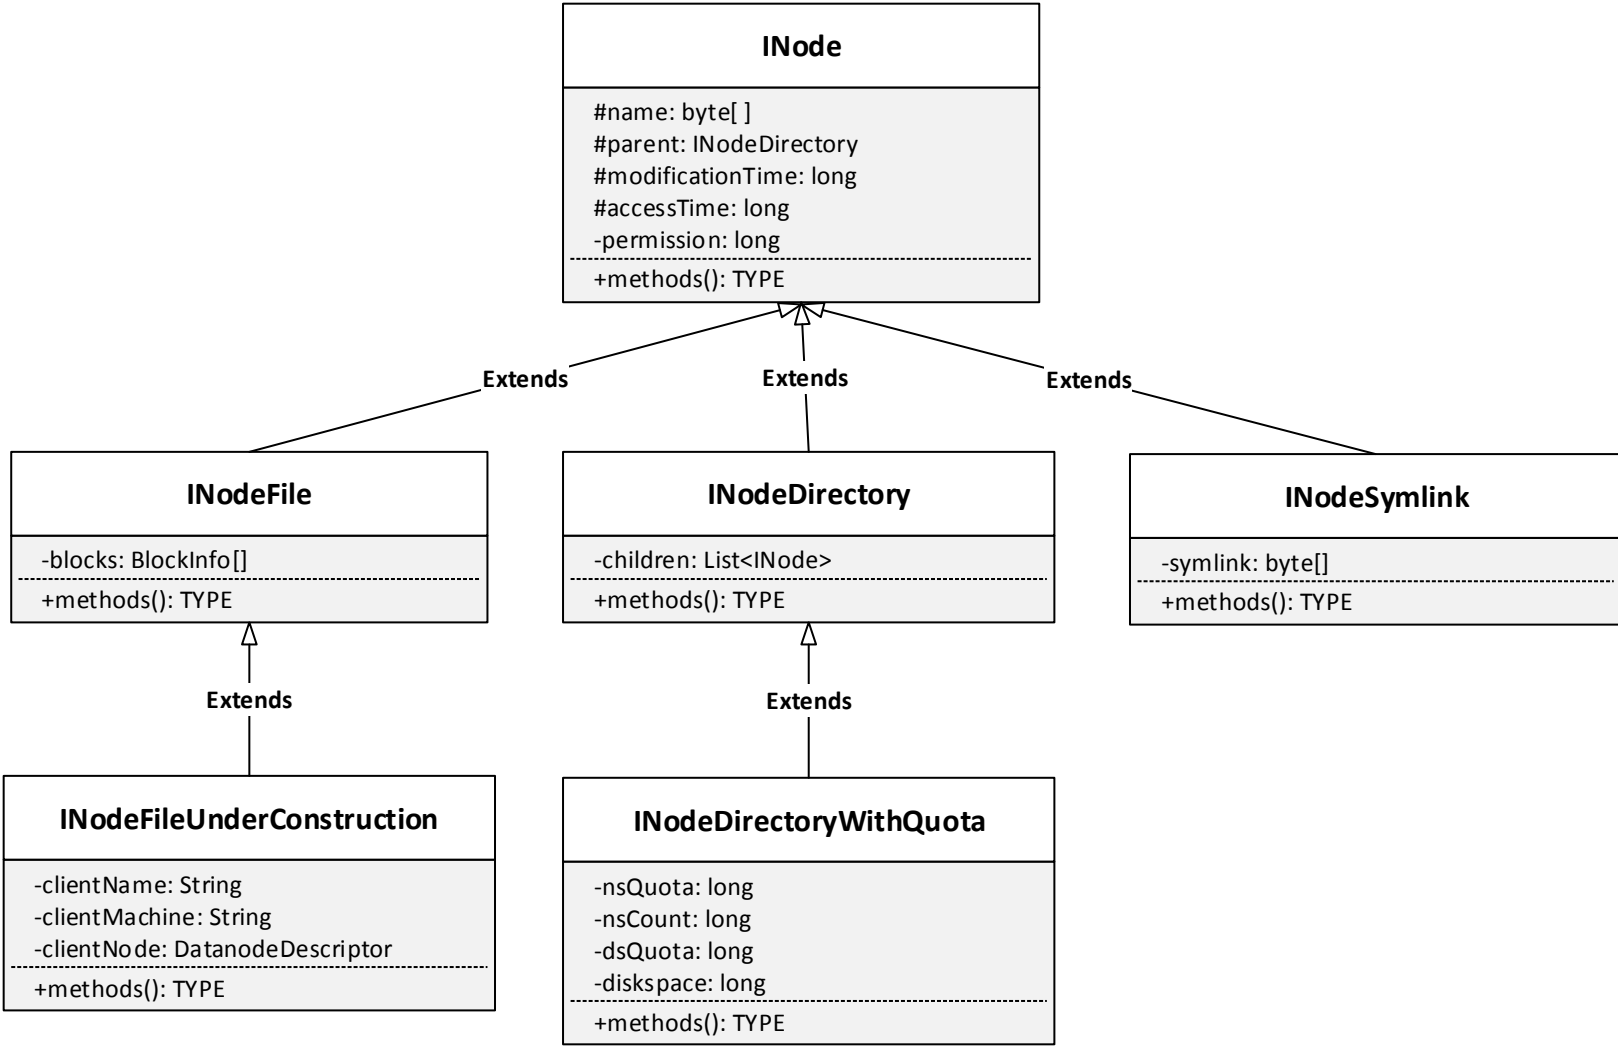 INode
#name: byte[ ]
#parent: INodeDirectory
#modificationTime: long
#accessTime: long
-permission: long
+methods(): TYPE
Extends
Extends
Extends
INodeFile
-blocks: BlockInfo[]
+methods(): TYPE
INodeDirectory
-children: List<INode>
+methods(): TYPE
INodeSymlink
-symlink: byte[]
+methods(): TYPE
Extends
Extends
INodeFileUnderConstruction
-clientName: String
-clientMachine: String
-clientNode: DatanodeDescriptor
+methods(): TYPE
INodeDirectoryWithQuota
-nsQuota: long
-nsCount: long
-dsQuota: long
-diskspace: long
+methods(): TYPE